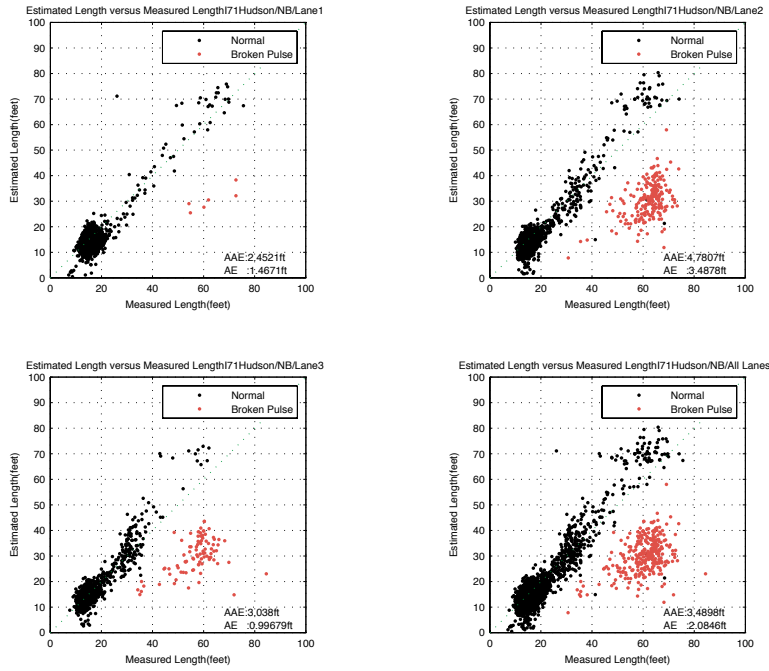 Estimated Length versus Measured LengthI71Hudson/NB/Lane1
100
90
80
70
60
50
40
30
20
10
0
Estimated Length(feet)
Normal
Broken Pulse
AAE:2,4521ft
AE :1.4671ft
0 20 40 60 80 100
Measured Length(feet)
Estimated Length versus Measured LengthI71Hudson/NB/Lane2
100
90
80
70
60
50
40
30
20
10
0
Estimated Length(feet)
Normal
Broken Pulse
AAE:4,7807ft
AE :3.4878ft
0 20 40 60 80 100
Measured Length(feet)
Estimated Length versus Measured LengthI71Hudson/NB/Lane3
100
90
80
70
60
50
40
30
20
10
0
Estimated Length(feet)
Normal
Broken Pulse
AAE:3,038ft
AE :0.99679ft
0 20 40 60 80 100
Measured Length(feet)
Estimated Length versus Measured LengthI71Hudson/NB/All Lanes
100
90
80
70
60
50
40
30
20
10
0
Estimated Length(feet)
Normal
Broken Pulse
AAE:3,4898ft
AE :2.0846ft
0 20 40 60 80 100
Measured Length(feet)